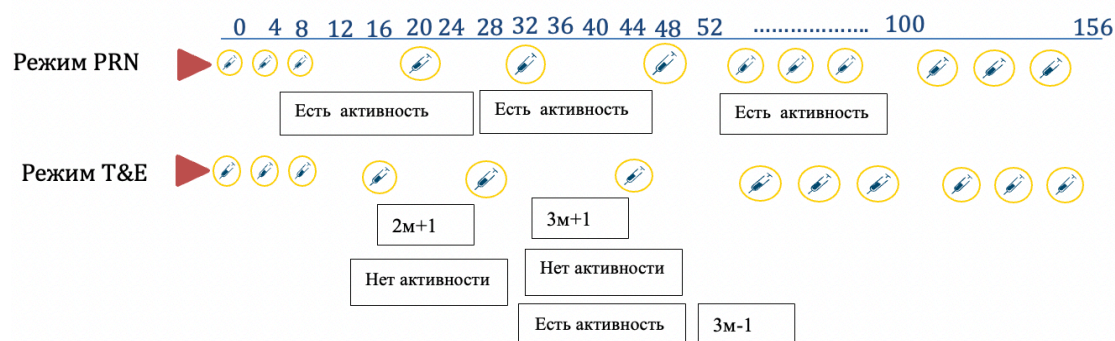 0 4 8 12 16 20 24 28 32 36 40 44 48 52 ………………. 100 156
Режим PRN
Есть активность Есть активность Есть активность
Режим T&E
2м+1 3м+1
Нет активности Нет активности
Есть активность 3м-1